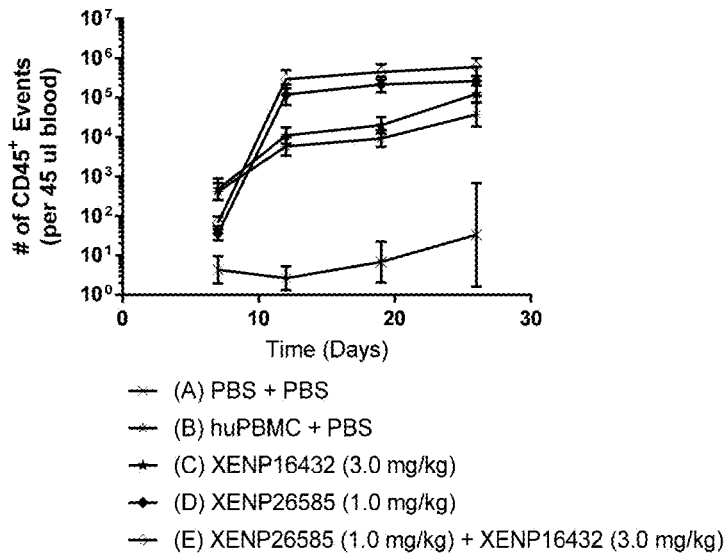 # of CD45⁺ Events
(per 45 ul blood)
10⁷
10⁶
10⁵
10⁴
10³
10²
10¹
10⁰
0 10 20 30
Time (Days)
(A) PBS + PBS
(B) huPBMC + PBS
(C) XENP16432 (3.0 mg/kg)
(D) XENP26585 (1.0 mg/kg)
(E) XENP26585 (1.0 mg/kg) + XENP16432 (3.0 mg/kg)